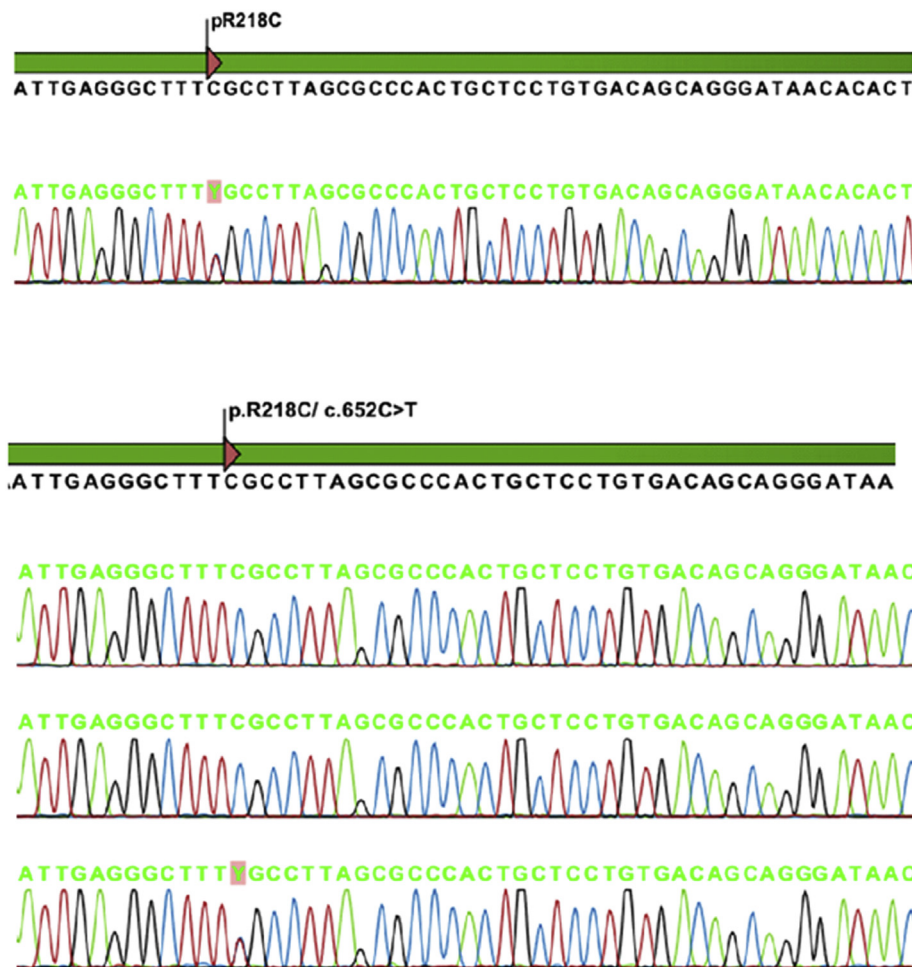 pR218C
ATTGAGGGCTTTCGCCTTAGCGCCCACTGCTCCTGTGACAGCAGGGATAACACACT
ATTGAGGGCTTTYGCCTTAGCGCCCACTGCTCCTGTGACAGCAGGGATAACACACT
p.R218C/ c.652C>T
ATTGAGGGCTTTCGCCTTAGCGCCCACTGCTCCTGTGACAGCAGGGATAA
ATTGAGGGCTTTCGCCTTAGCGCCCACTGCTCCTGTGACAGCAGGGATAAC
ATTGAGGGCTTTCGCCTTAGCGCCCACTGCTCCTGTGACAGCAGGGATAAC
ATTGAGGGCTTTYGCCTTAGCGCCCACTGCTCCTGTGACAGCAGGGATAAC